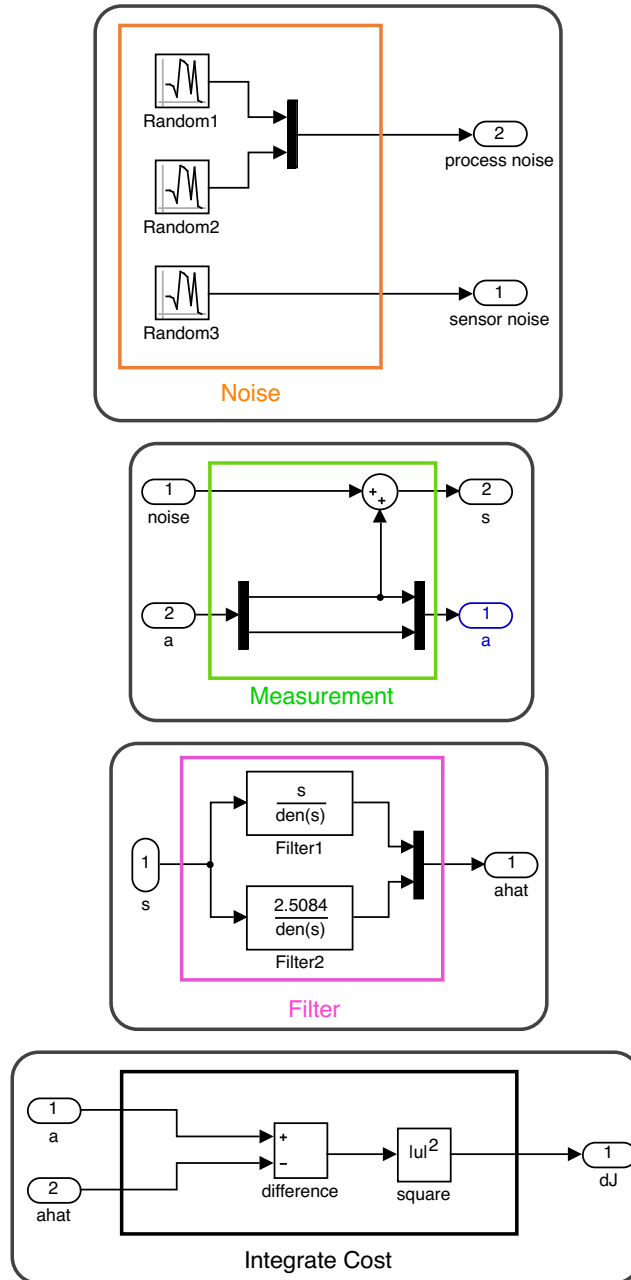 Random1
2
process noise
Random2
1
Random3
sensor noise
Noise
1
noise
+
+
2
s
2
a
1
a
Measurement
s
den(s)
Filter1
1
s
1
ahat
2.5084
den(s)
Filter2
Filter
1
a
+
−
difference
|u|²
square
1
dJ
2
ahat
Integrate Cost